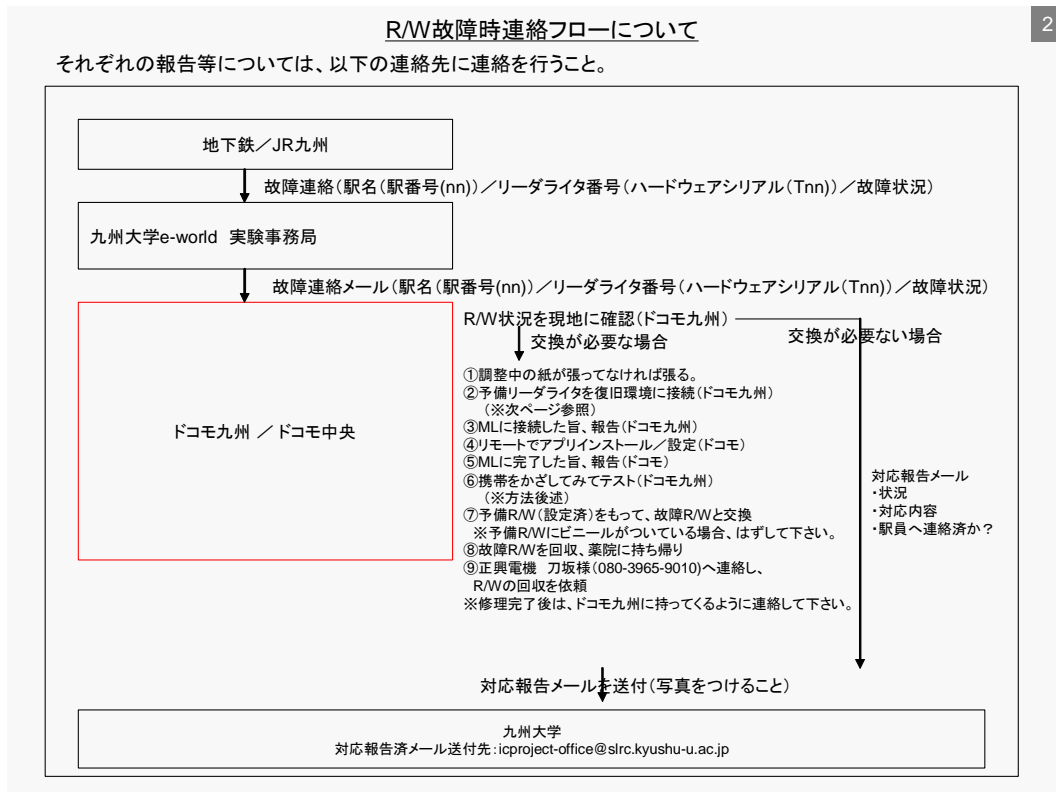 R/W故障時連絡フローについて
2
それぞれの報告等については、以下の連絡先に連絡を行うこと。
地下鉄／JR九州
故障連絡（駅名（駅番号(nn)）／リーダライタ番号（ハードウェアシリアル（Tnn)）／故障状況）
九州大学e-world 実験事務局
故障連絡メール（駅名（駅番号(nn)）／リーダライタ番号（ハードウェアシリアル（Tnn)）／故障状況）
R/W状況を現地に確認（ドコモ九州）
交換が必要な場合
交換が必要ない場合
ドコモ九州 ／ドコモ中央
①調整中の紙が張ってなければ張る。
②予備リーダライタを復旧環境に接続（ドコモ九州）
（※次ページ参照）
③MLに接続した旨、報告（ドコモ九州）
④リモートでアプリインストール／設定（ドコモ）
⑤MLに完了した旨、報告（ドコモ）
⑥携帯をかざしてみてテスト（ドコモ九州）
（※方法後述）
⑦予備R/W（設定済）をもって、故障R/Wと交換
※予備R/Wにビニールがついている場合、はずして下さい。
⑧故障R/Wを回収、薬院に持ち帰り
⑨正興電機 刀坂様（080-3965-9010)へ連絡し、
R/Wの回収を依頼
※修理完了後は、ドコモ九州に持ってくるように連絡して下さい。
対応報告メール
・状況
・対応内容
・駅員へ連絡済か？
対応報告メールを送付（写真をつけること）
九州大学
対応報告済メール送付先：icproject-office@slrc.kyushu-u.ac.jp